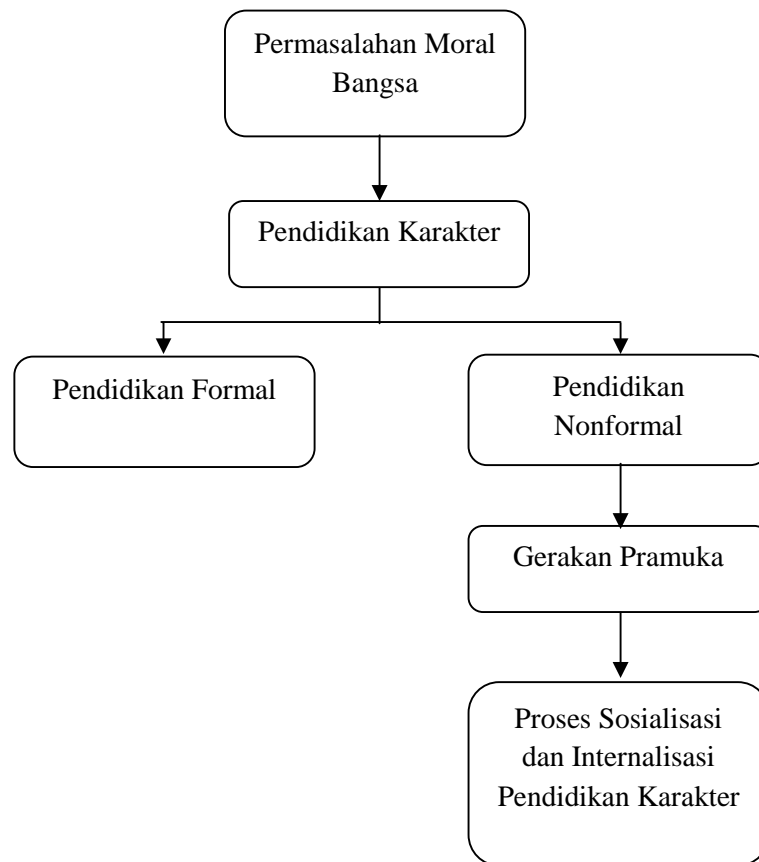 Permasalahan Moral
Bangsa
Pendidikan Karakter
Pendidikan Formal
Pendidikan
Nonformal
Gerakan Pramuka
Proses Sosialisasi
dan Internalisasi
Pendidikan Karakter